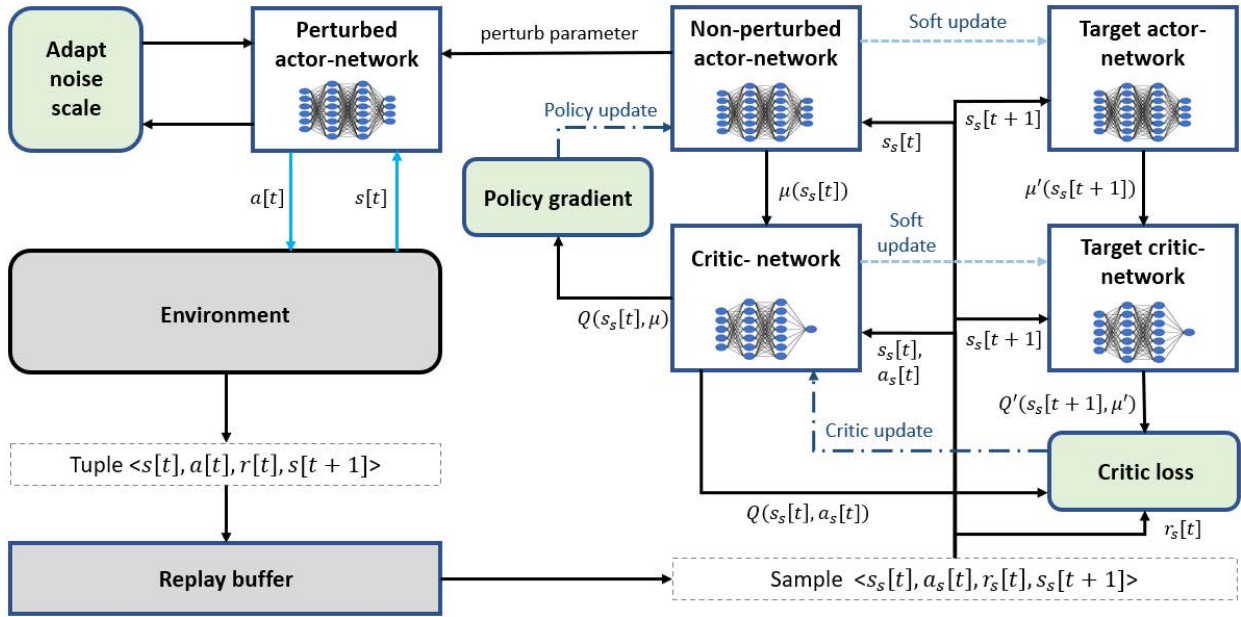 Adapt
noise
scale
Perturbed
actor-network
perturb parameter
Non-perturbed
actor-network
Soft update
Target actor-
network
Policy update
s_s[t]
s_s[t + 1]
a[t]
s[t]
Policy gradient
μ(s_s[t])
μ′(s_s[t + 1])
Soft
update
Critic- network
Target critic-
network
Environment
Q(s_s[t], μ)
s_s[t],
a_s[t]
s_s[t + 1]
Q′(s_s[t + 1], μ′)
Critic update
Tuple <s[t], a[t], r[t], s[t + 1]>
Critic loss
Q(s_s[t], a_s[t])
r_s[t]
Replay buffer
Sample <s_s[t], a_s[t], r_s[t], s_s[t + 1]>